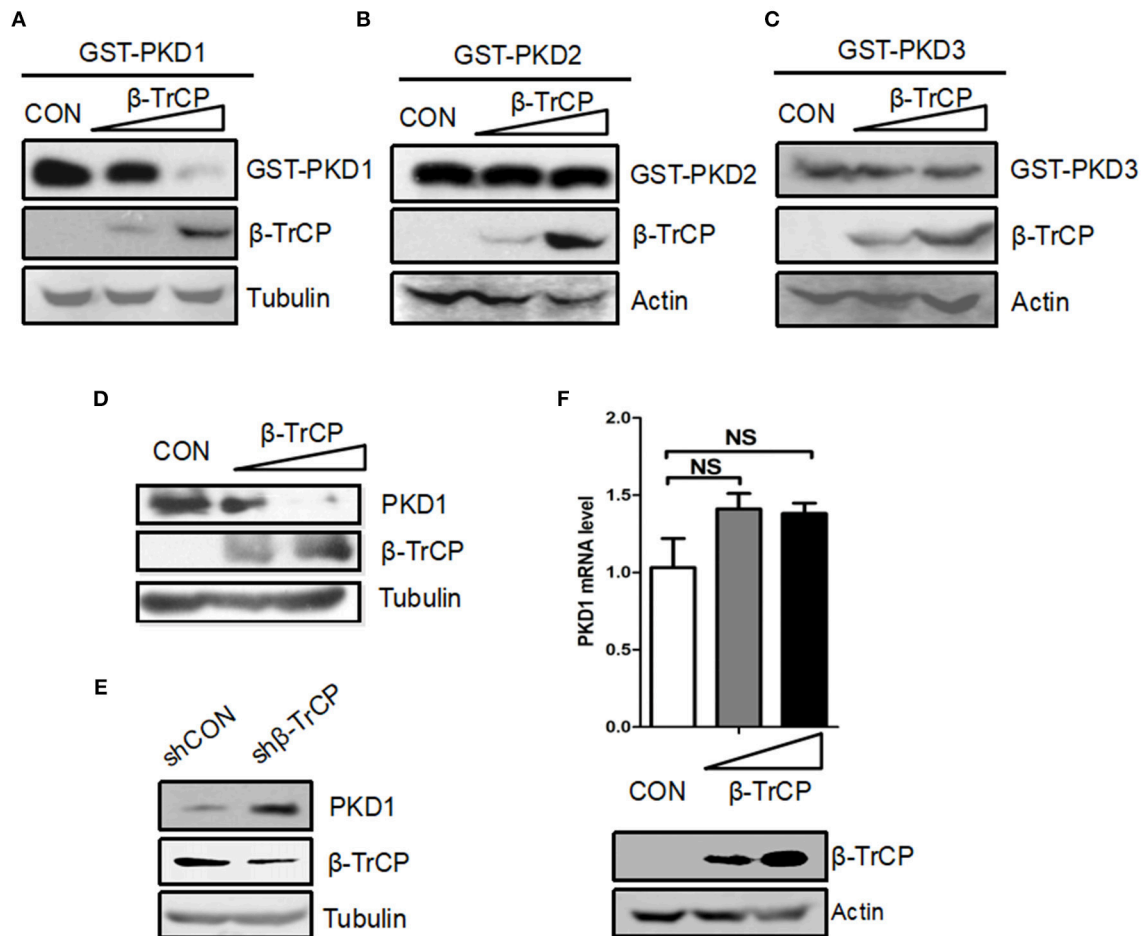 A
GST-PKD1
CON
β-TrCP
GST-PKD1
β-TrCP
Tubulin
B
GST-PKD2
CON
β-TrCP
GST-PKD2
β-TrCP
Actin
C
GST-PKD3
CON
β-TrCP
GST-PKD3
β-TrCP
Actin
D
CON
β-TrCP
PKD1
β-TrCP
Tubulin
E
shCON
shβ-TrCP
PKD1
β-TrCP
Tubulin
F
PKD1 mRNA level
2.0
1.5
1.0
0.5
0.0
NS
NS
CON
β-TrCP
β-TrCP
Actin